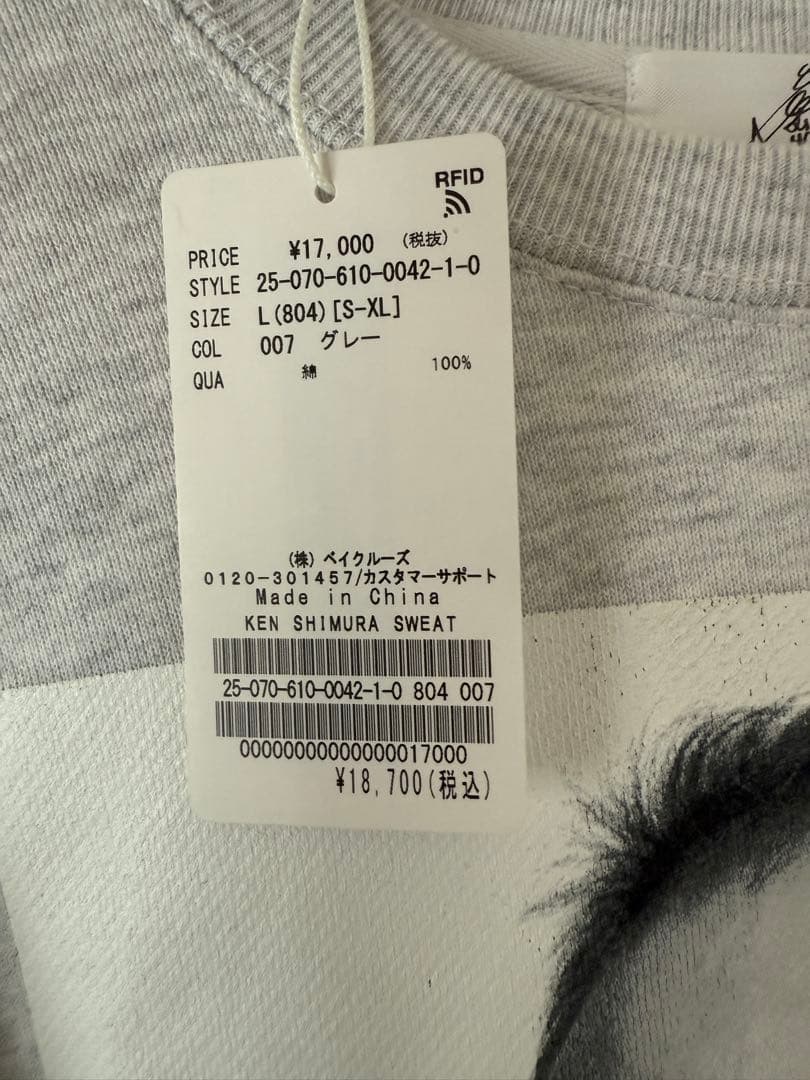 RFID
PRICE ¥17,000 (税抜)
STYLE 25-070-610-0042-1-0
SIZE L(804)[S-XL]
COL 007 グレー
QUA 綿 100%
(株) ベイクルーズ
0120-301457/カスタマーサポート
Made in China
KEN SHIMURA SWEAT
25-070-610-0042-1-0 804 007
00000000000000017000
¥18,700(税込)